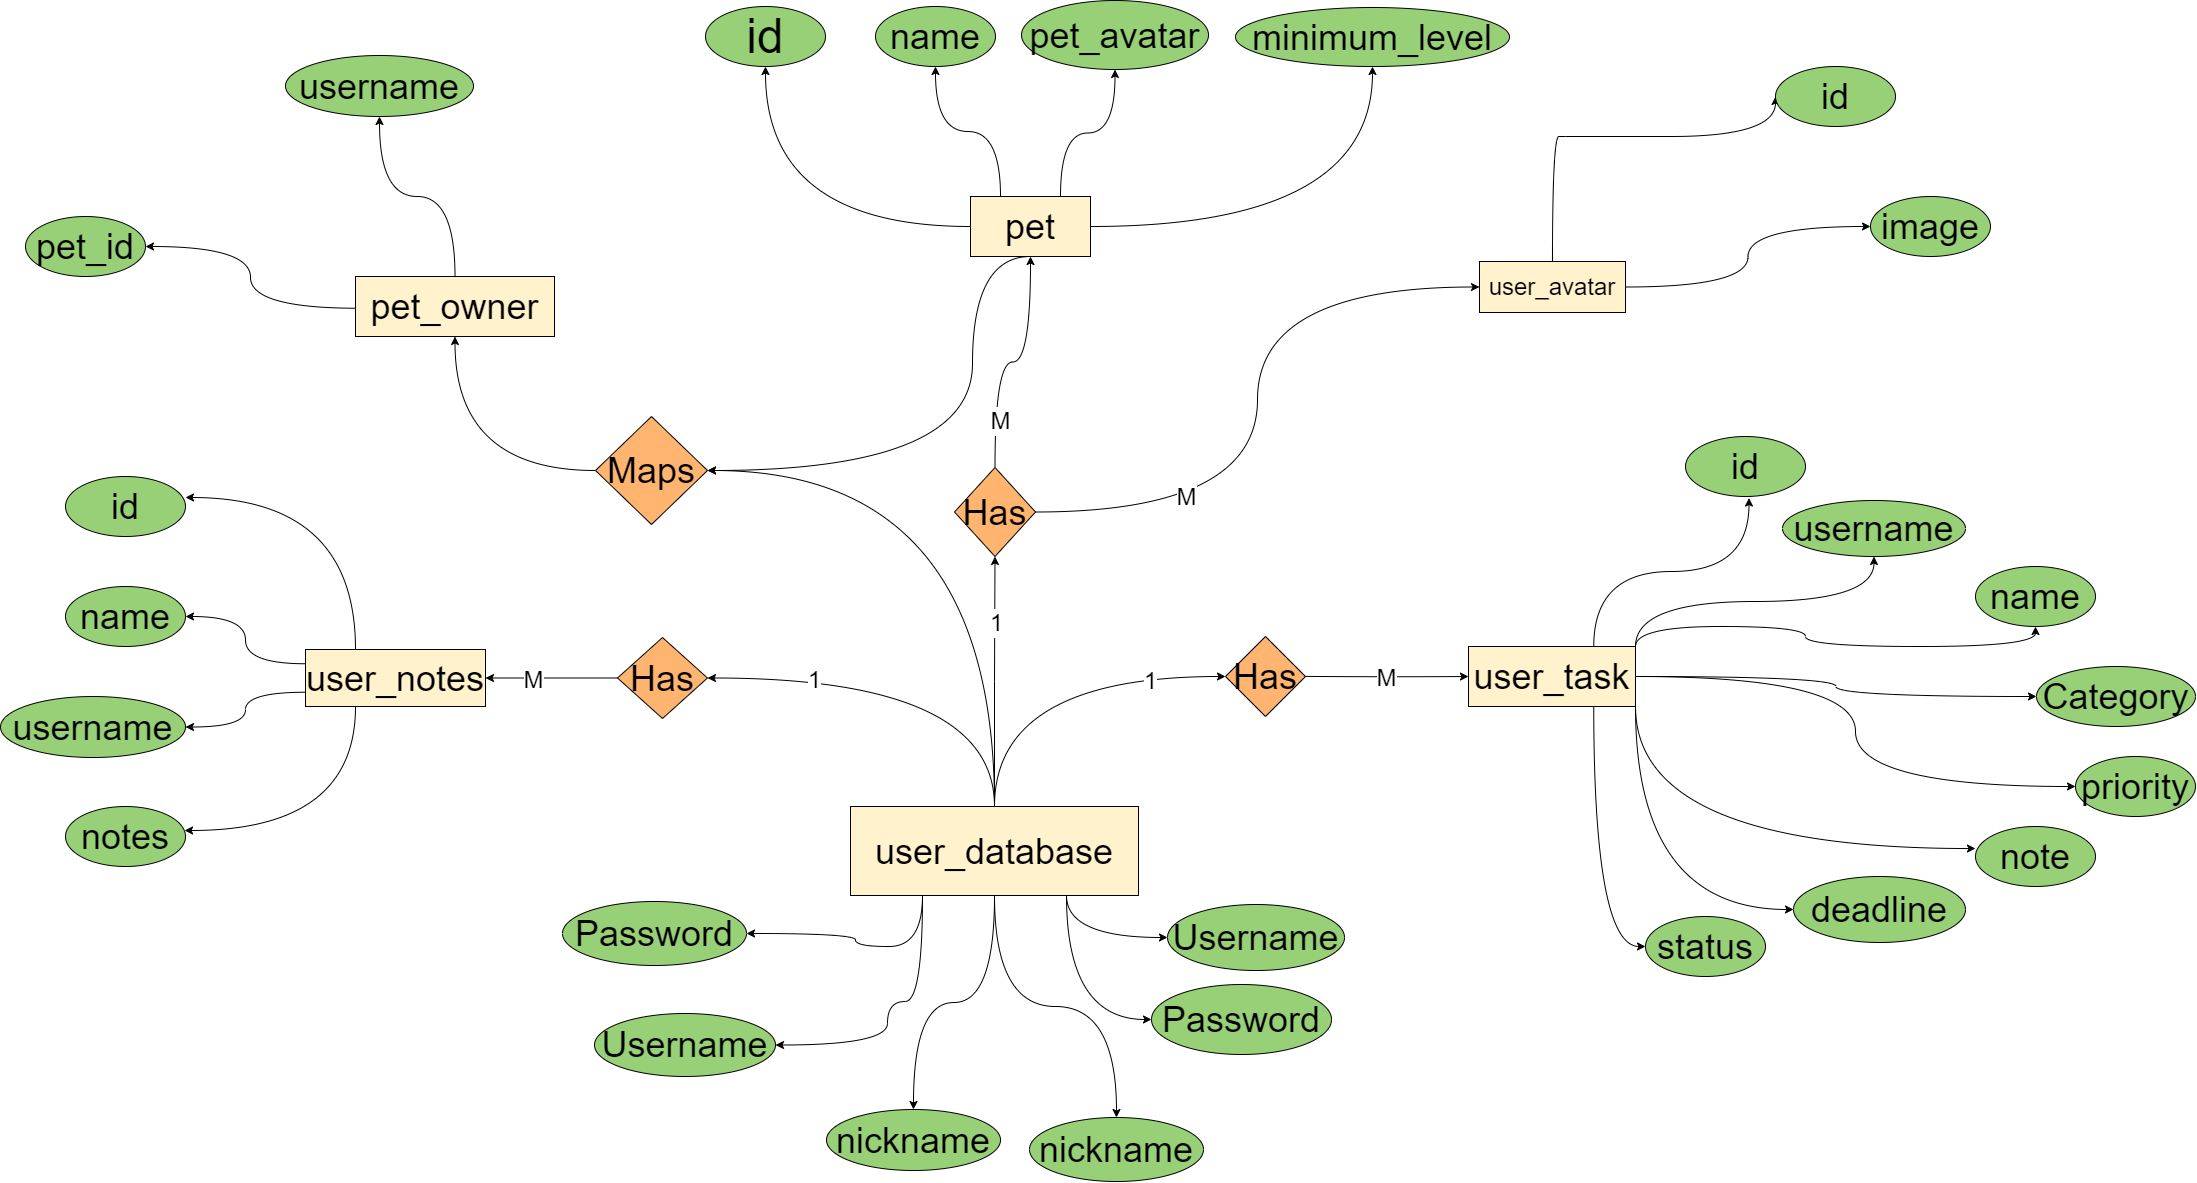 id
name
pet_avatar
minimum_level
username
id
pet_id
pet
image
pet_owner
user_avatar
M
Maps
id
M
Has
id
username
name
1
name
user_notes
M
Has
1
1
Has
M
user_task
Category
username
priority
notes
user_database
note
deadline
Password
Username
status
Username
Password
nickname
nickname